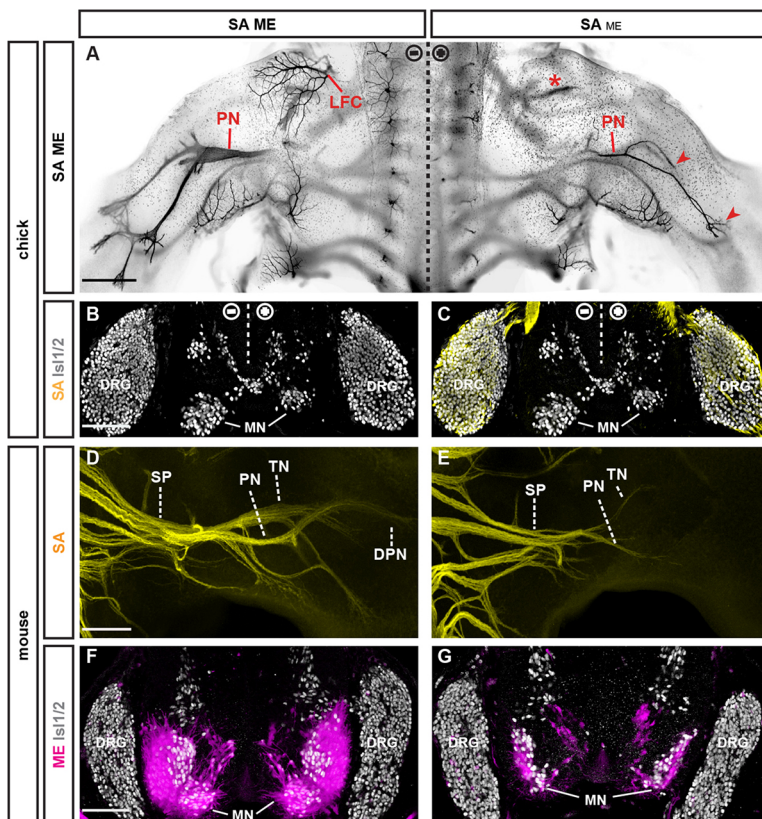 SA ME
SA ME
chick
SA ME
A
PN
LFC
*
PN
SA Isl1/2
B
DRG
DRG
MN
C
DRG
DRG
MN
mouse
SA
D
SP
PN
TN
DPN
E
SP
PN
TN
ME Isl1/2
F
DRG
DRG
MN
G
DRG
DRG
MN